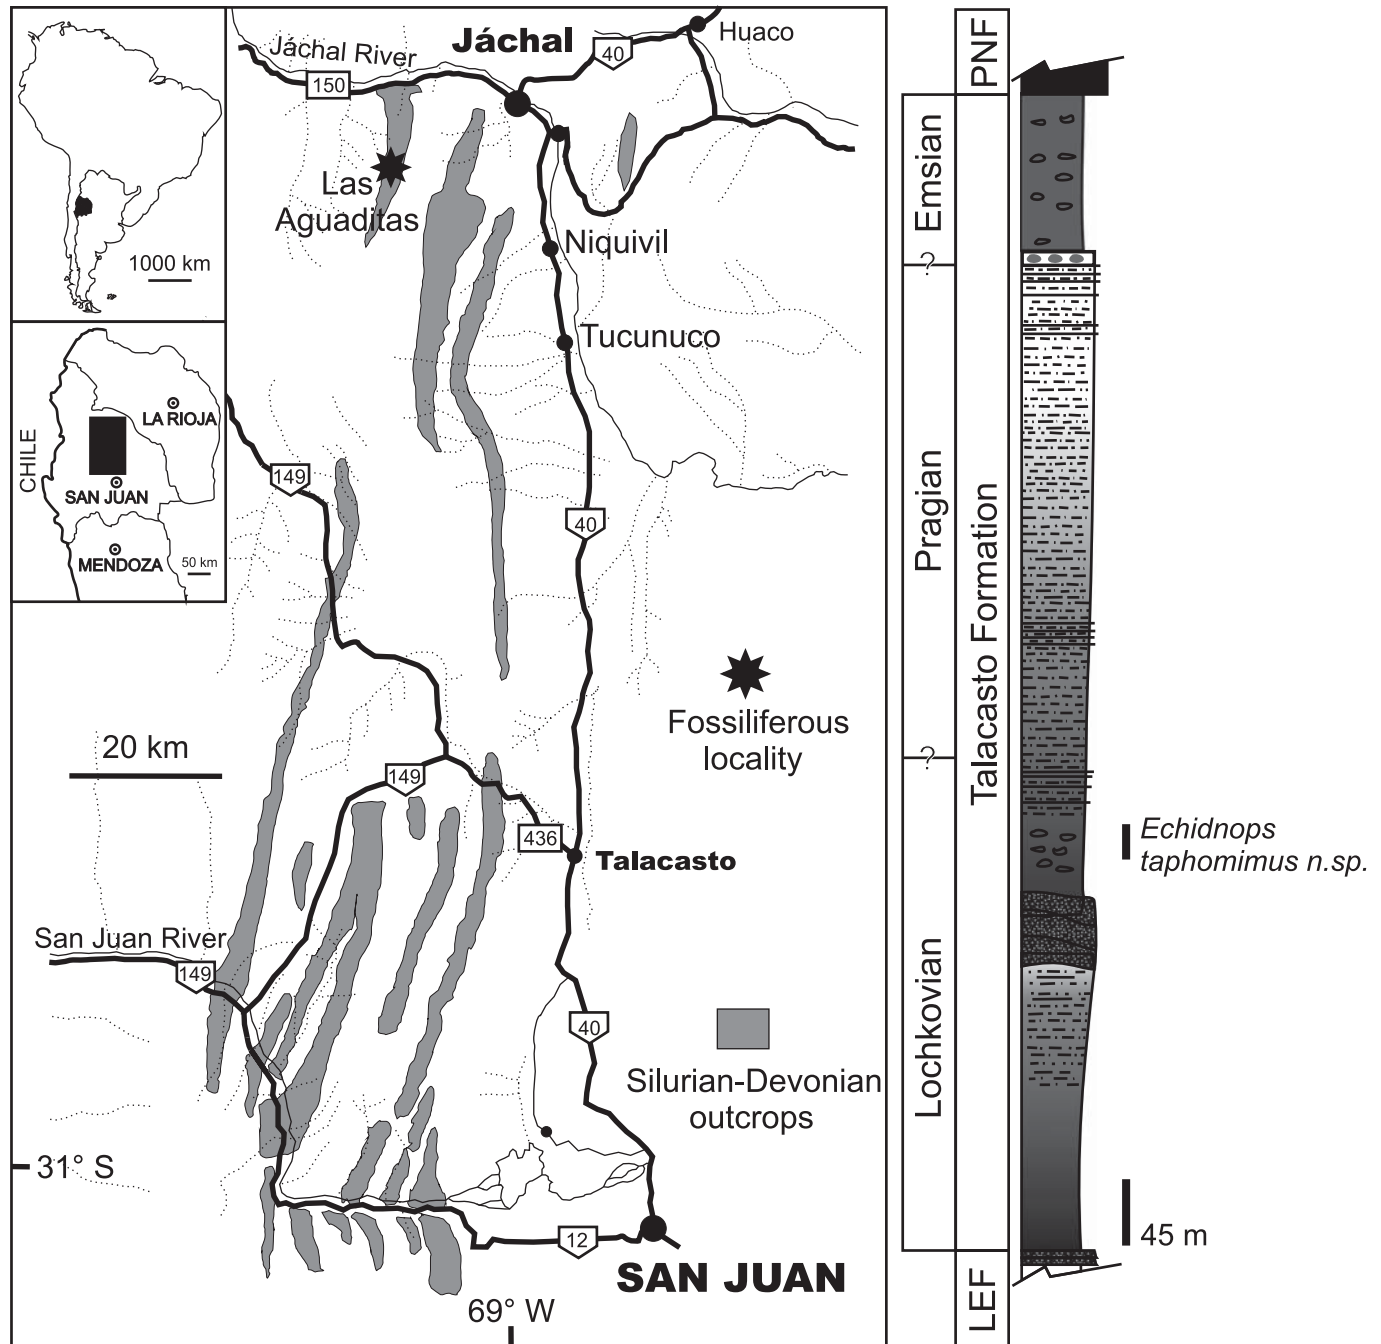 1000 km
CHILE
LA RIOJA
SAN JUAN
MENDOZA
50 km
Jáchal River
Jáchal
Huaco
40
150
Las
Aguaditas
Niquivil
Tucunuco
149
40
Fossiliferous
locality
20 km
149
436
Talacasto
San Juan River
149
40
Silurian-Devonian
outcrops
31° S
12
SAN JUAN
69° W
PNF
Emsian
?
Pragian
?
Lochkovian
Talacasto Formation
LEF
Echidnops
taphomimus n.sp.
45 m